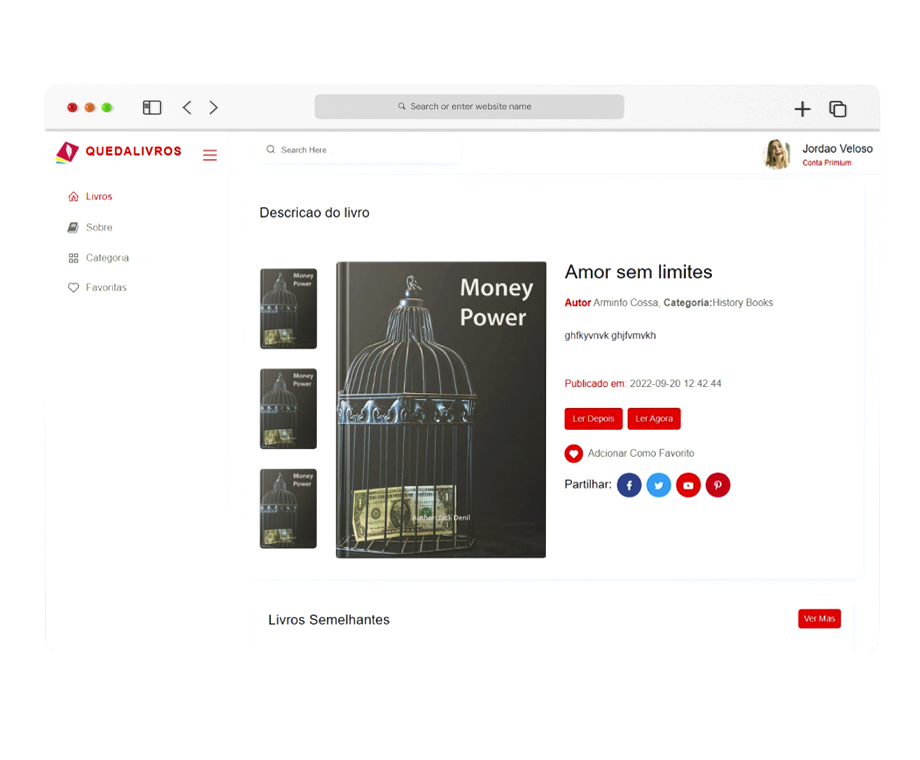 Search or enter website name
QUEDALIVROS
Search Here...
Jordao Veloso
Conta Primium
Livros
Sobre
Categoria
Favoritas
Descricao do livro
Money
Power
Money
Power
Money
Power
Money
Power
Author: Jack Denil
Amor sem limites
Autor Arminfo Cossa, Categoria:History Books
ghfkyvnvk ghjfvmvkh
Publicado em: 2022-09-20 12:42:44
Ler Depois
Ler Agora
Adcionar Como Favorito
Partilhar:
Livros Semelhantes
Ver Mas